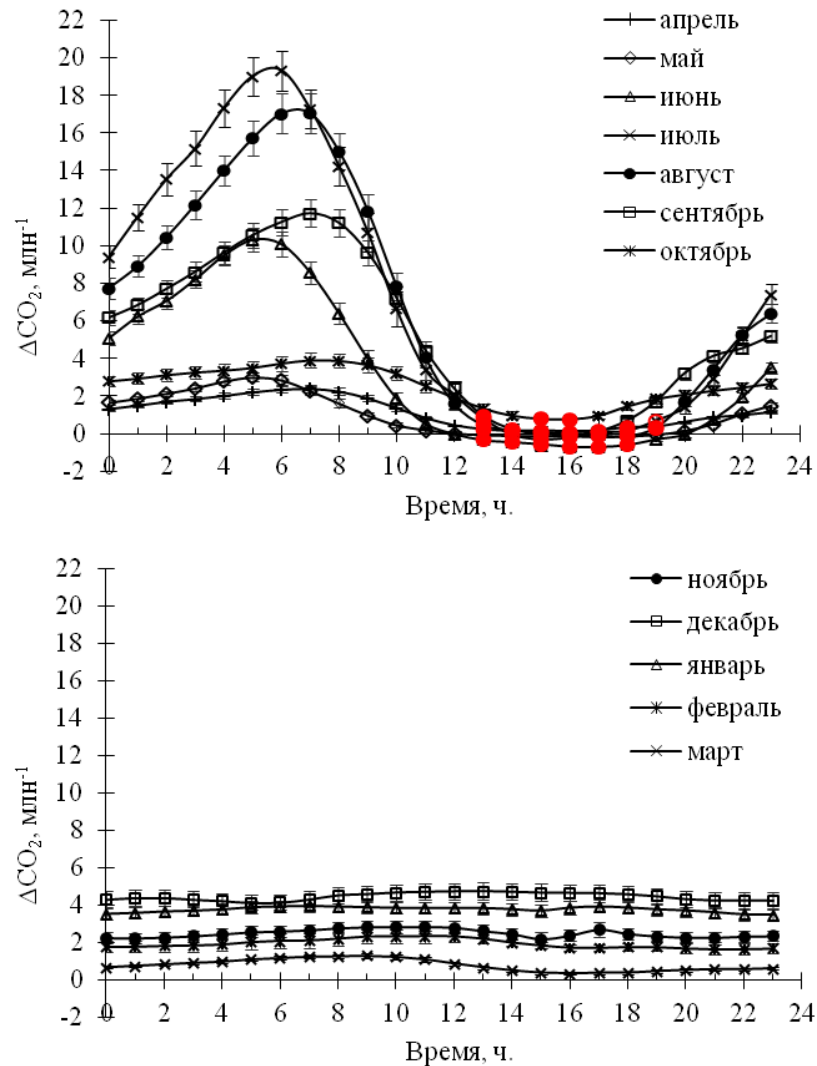 апрель
май
июнь
июль
август
сентябрь
октябрь
22
20
18
16
14
12
10
8
6
4
2
0
-2
ΔCO₂, млн⁻¹
0 2 4 6 8 10 12 14 16 18 20 22 24
Время, ч.
ноябрь
декабрь
январь
февраль
март
22
20
18
16
14
12
10
8
6
4
2
0
-2
ΔCO₂, млн⁻¹
0 2 4 6 8 10 12 14 16 18 20 22 24
Время, ч.